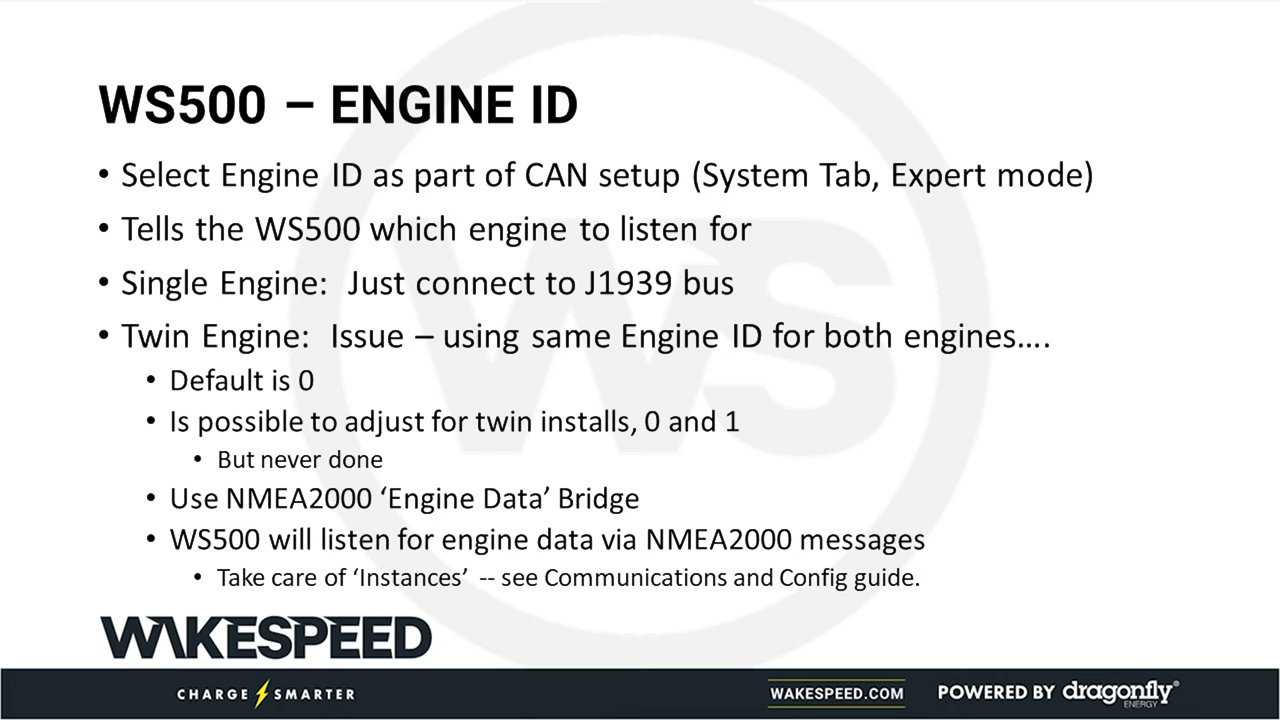 WS500 – ENGINE ID
• Select Engine ID as part of CAN setup (System Tab, Expert mode)
• Tells the WS500 which engine to listen for
• Single Engine:  Just connect to J1939 bus
• Twin Engine:  Issue – using same Engine ID for both engines....
• Default is 0
• Is possible to adjust for twin installs, 0 and 1
• But never done
• Use NMEA2000 ‘Engine Data’ Bridge
• WS500 will listen for engine data via NMEA2000 messages
• Take care of ‘Instances’  -- see Communications and Config guide.
WS
WAKESPEED
CHARGE SMARTER
WAKESPEED.COM
POWERED BY dragonfly®
ENERGY